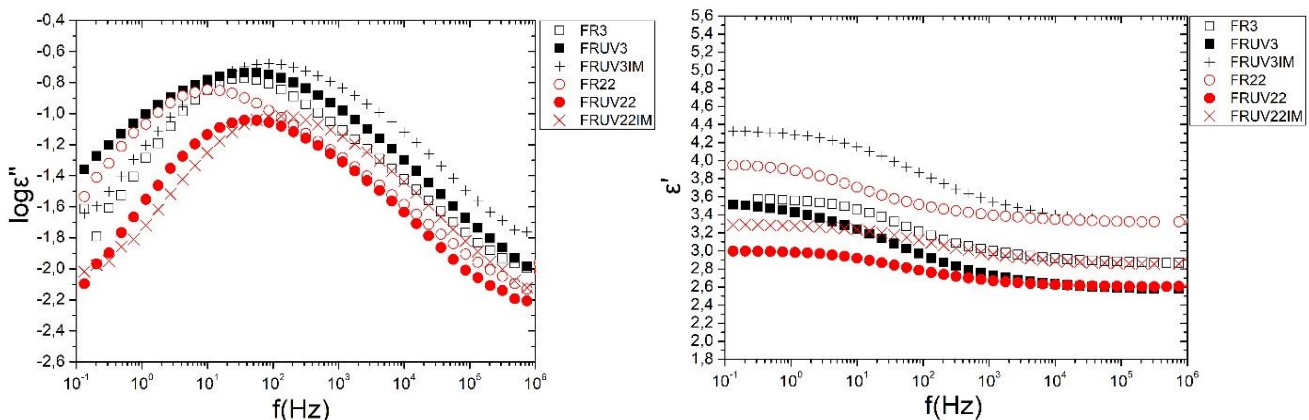 -0,4
-0,6
-0,8
-1,0
-1,2
-1,4
-1,6
-1,8
-2,0
-2,2
-2,4
-2,6
logε''
10⁻¹ 10⁰ 10¹ 10² 10³ 10⁴ 10⁵ 10⁶
f(Hz)
FR3
FRUV3
FRUV3IM
FR22
FRUV22
FRUV22IM
5,6
5,4
5,2
5,0
4,8
4,6
4,4
4,2
4,0
3,8
3,6
3,4
3,2
3,0
2,8
2,6
2,4
2,2
2,0
1,8
ε'
10⁻¹ 10⁰ 10¹ 10² 10³ 10⁴ 10⁵ 10⁶
f(Hz)
FR3
FRUV3
FRUV3IM
FR22
FRUV22
FRUV22IM